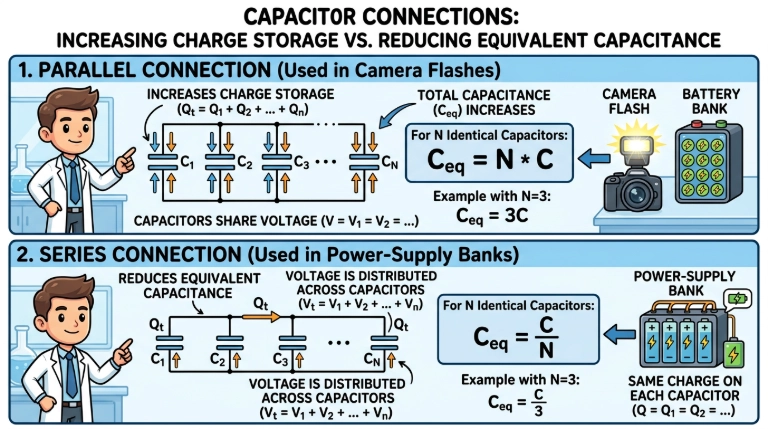 CAPACITOR CONNECTIONS:
INCREASING CHARGE STORAGE VS. REDUCING EQUIVALENT CAPACITANCE
1. PARALLEL CONNECTION (Used in Camera Flashes)
INCREASES CHARGE STORAGE
(Qt = Q1 + Q2 + ... + Qn)
TOTAL CAPACITANCE
(Ceq) INCREASES
C1
C2
C3
...
CN
CAPACITORS SHARE VOLTAGE (V = V1 = V2 = ...)
For N Identical Capacitors:
Ceq = N * C
Example with N=3:
Ceq = 3C
CAMERA
FLASH
BATTERY
BANK
2. SERIES CONNECTION (Used in Power-Supply Banks)
REDUCES EQUIVALENT
CAPACITANCE
VOLTAGE IS DISTRIBUTED
ACROSS CAPACITORS
(Vt = V1 + V2 + ... + Vn)
Qt
Qt
Qt
C1
C2
C3
...
CN
VOLTAGE IS DISTRIBUTED
ACROSS CAPACITORS
(Vt = V1 + V2 + ... + Vn)
For N Identical Capacitors:
Ceq = C/N
Example with N=3:
Ceq = C/3
POWER-SUPPLY
BANK
SAME CHARGE ON
EACH CAPACITOR
(Q = Q1 = Q2 = ...)